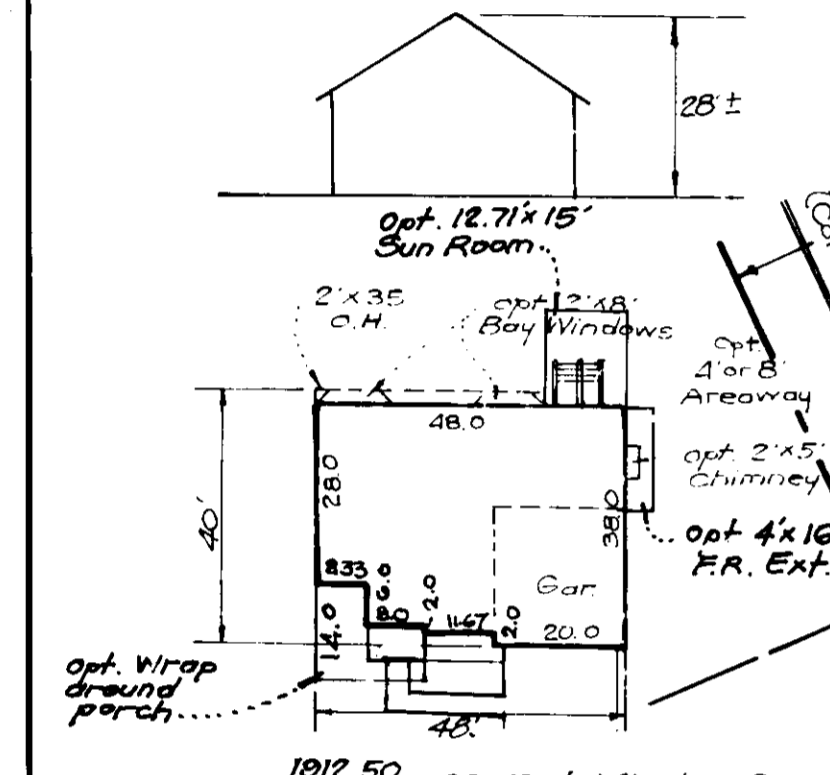 28' ±
Opt. 12.71' x 15'
Sun Room
2' x 35
O.H.
opt 2' x 8'
Bay Windows
Opt.
4' or 8'
Areaway
48.0
28.0
40'
opt. 2' x 5'
Chimney
38.0
opt 4' x 16
F.R. Ext.
8.33
6.0
8.0
2.0
11.67
2.0
Gar.
20.0
14.0
opt. Wrap
around
porch
48'
1912.50